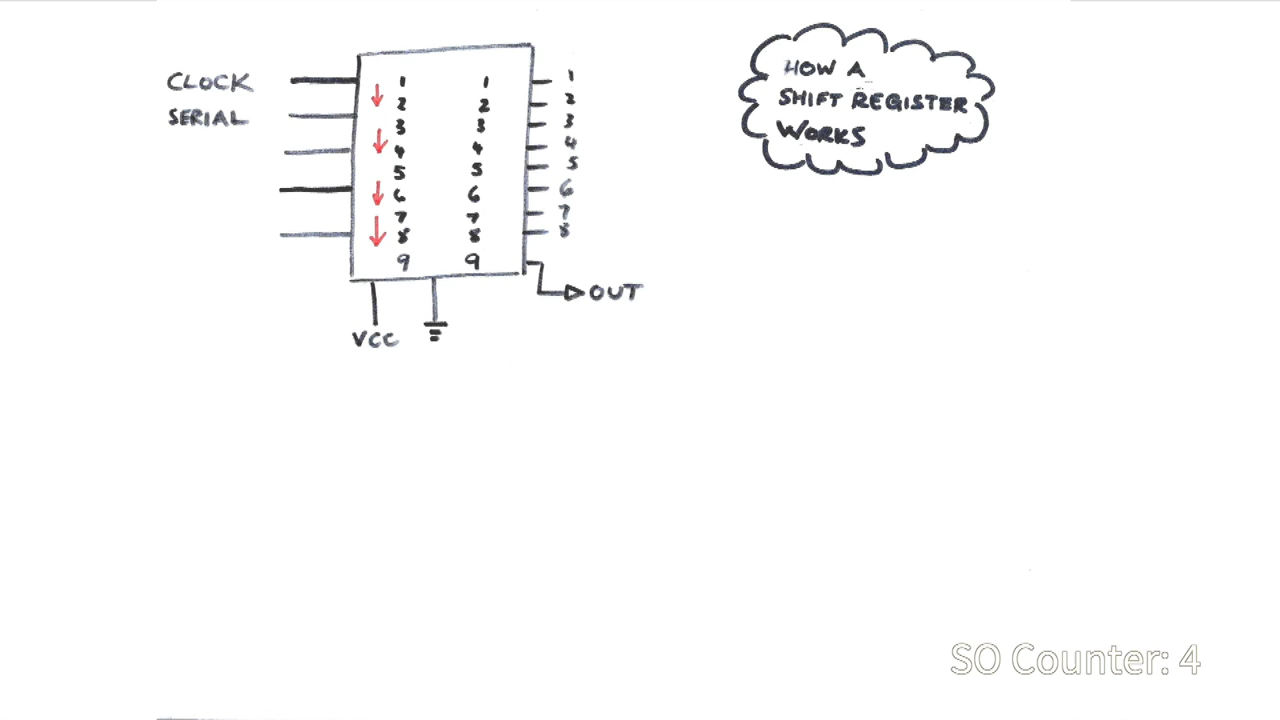 HOW A
SHIFT REGISTER
WORKS
CLOCK
SERIAL
1 1 1
2 2 2
3 3 3
4 4 4
5 5 5
6 6 6
7 7 7
8 8 8
9 9
OUT
VCC
SO Counter: 4